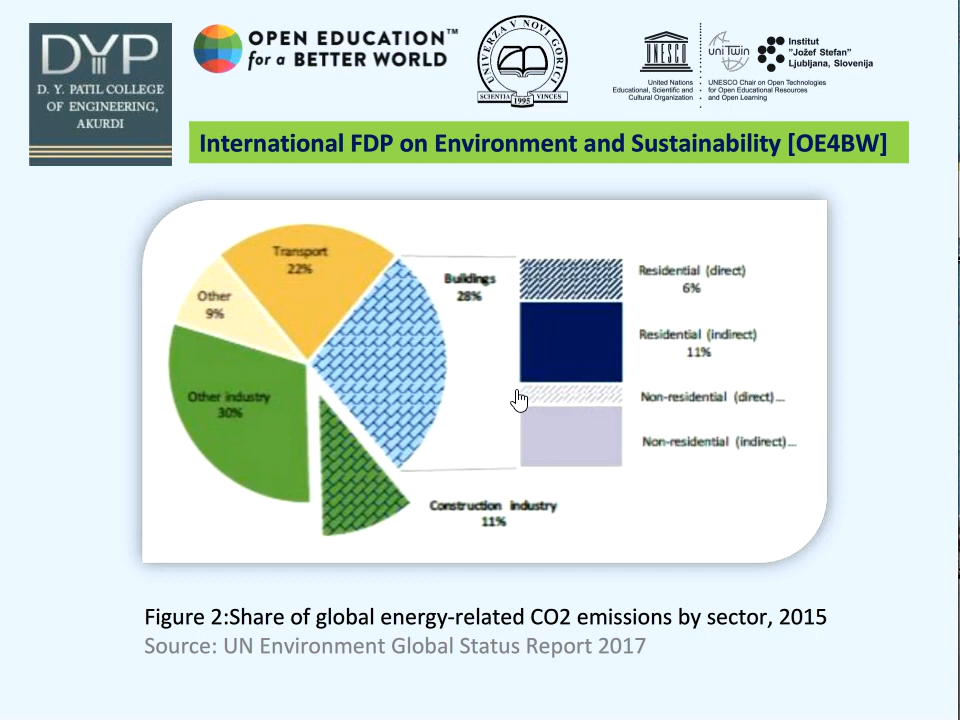 DYP
D. Y. PATIL COLLEGE
OF ENGINEERING,
AKURDI
OPEN EDUCATION™
for a BETTER WORLD
UNIVERZA V NOVI GORICI
SCIENTIA VINCES
1995
UNESCO
United Nations
Educational, Scientific and
Cultural Organization
uniTwin
Institut
"Jožef Stefan"
Ljubljana, Slovenija
UNESCO Chair on Open Technologies
for Open Educational Resources
and Open Learning
International FDP on Environment and Sustainability [OE4BW]
Transport
22%
Buildings
28%
Other
9%
Other industry
30%
Construction industry
11%
Residential (direct)
6%
Residential (indirect)
11%
Non-residential (direct)...
Non-residential (indirect)...
Figure 2:Share of global energy-related CO2 emissions by sector, 2015
Source: UN Environment Global Status Report 2017